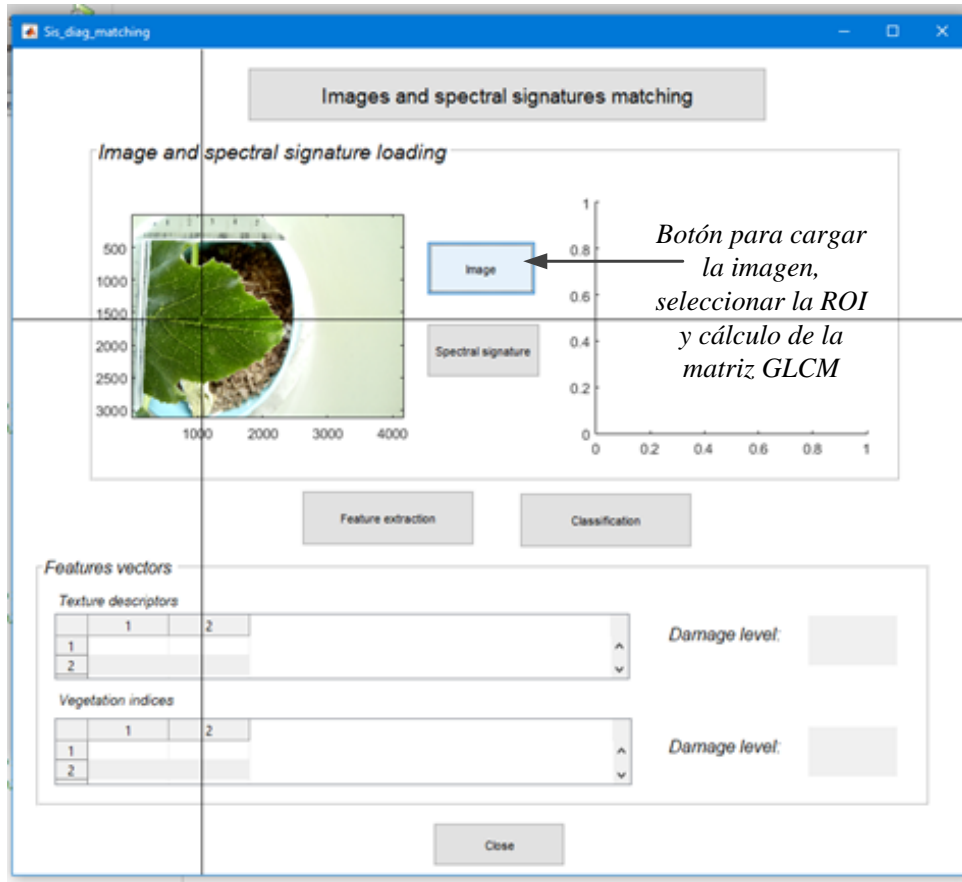 Sis_diag_matching
Images and spectral signatures matching
Image and spectral signature loading
500
1000
1500
2000
2500
3000
1000 2000 3000 4000
Image
Spectral signature
1
0.8
0.6
0.4
0.2
0
0 0.2 0.4 0.6 0.8 1
Botón para cargar
la imagen,
seleccionar la ROI
y cálculo de la
matriz GLCM
Feature extraction
Classification
Features vectors
Texture descriptors
1 2
1
2
Damage level:
Vegetation indices
1 2
1
2
Damage level:
Close